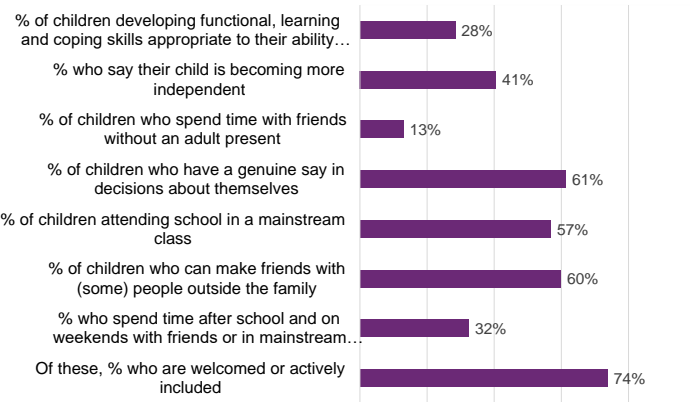 % of children developing functional, learning
and coping skills appropriate to their ability…
28%
% who say their child is becoming more
independent
41%
% of children who spend time with friends
without an adult present
13%
% of children who have a genuine say in
decisions about themselves
61%
% of children attending school in a mainstream
class
57%
% of children who can make friends with
(some) people outside the family
60%
% who spend time after school and on
weekends with friends or in mainstream…
32%
Of these, % who are welcomed or actively
included
74%